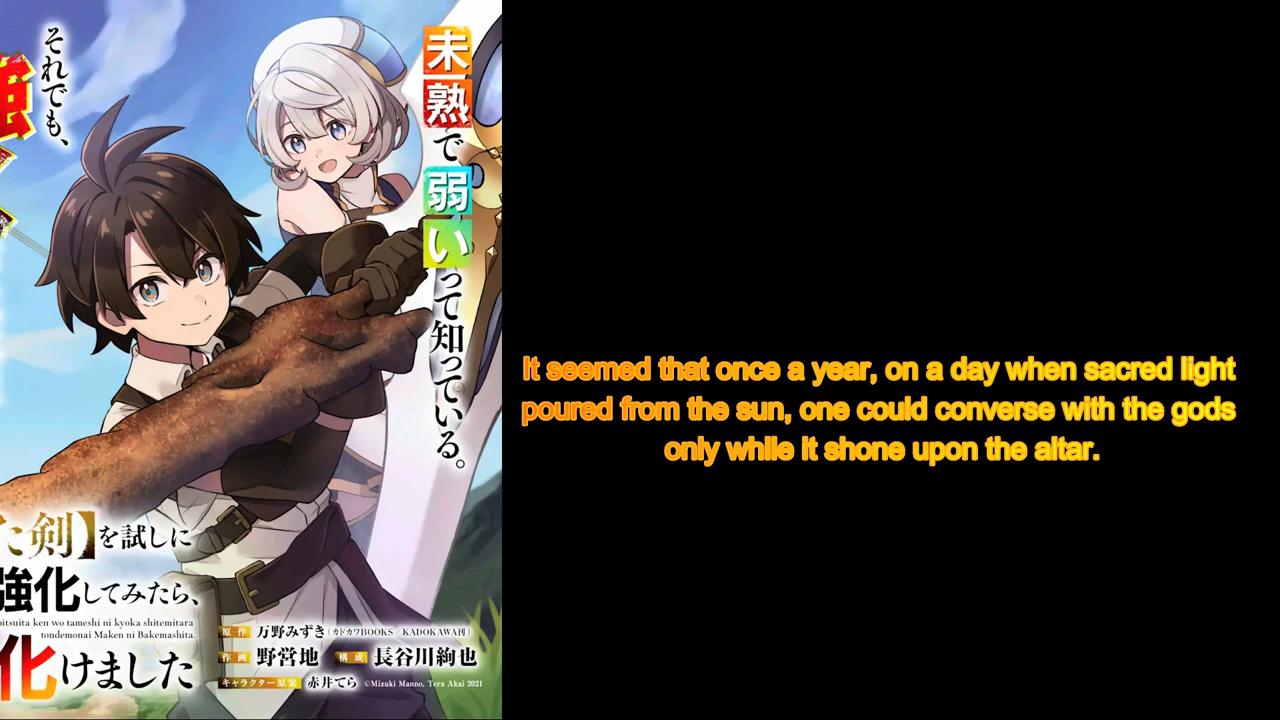 未熟で弱いって知っている。
それでも、
強
た剣】を試しに
強化してみたら、
oitsuita ken wo tameshi ni kyoka shitemitara
tondemonai Maken ni Bakemashita.
化けました
原作 万野みずき(カドカワBOOKS/KADOKAWA刊)
作画 野営地 構成 長谷川絢也
キャラクター原案 赤井てら ©Mizuki Manno, Tera Akai 2021
It seemed that once a year, on a day when sacred light
poured from the sun, one could converse with the gods
only while it shone upon the altar.